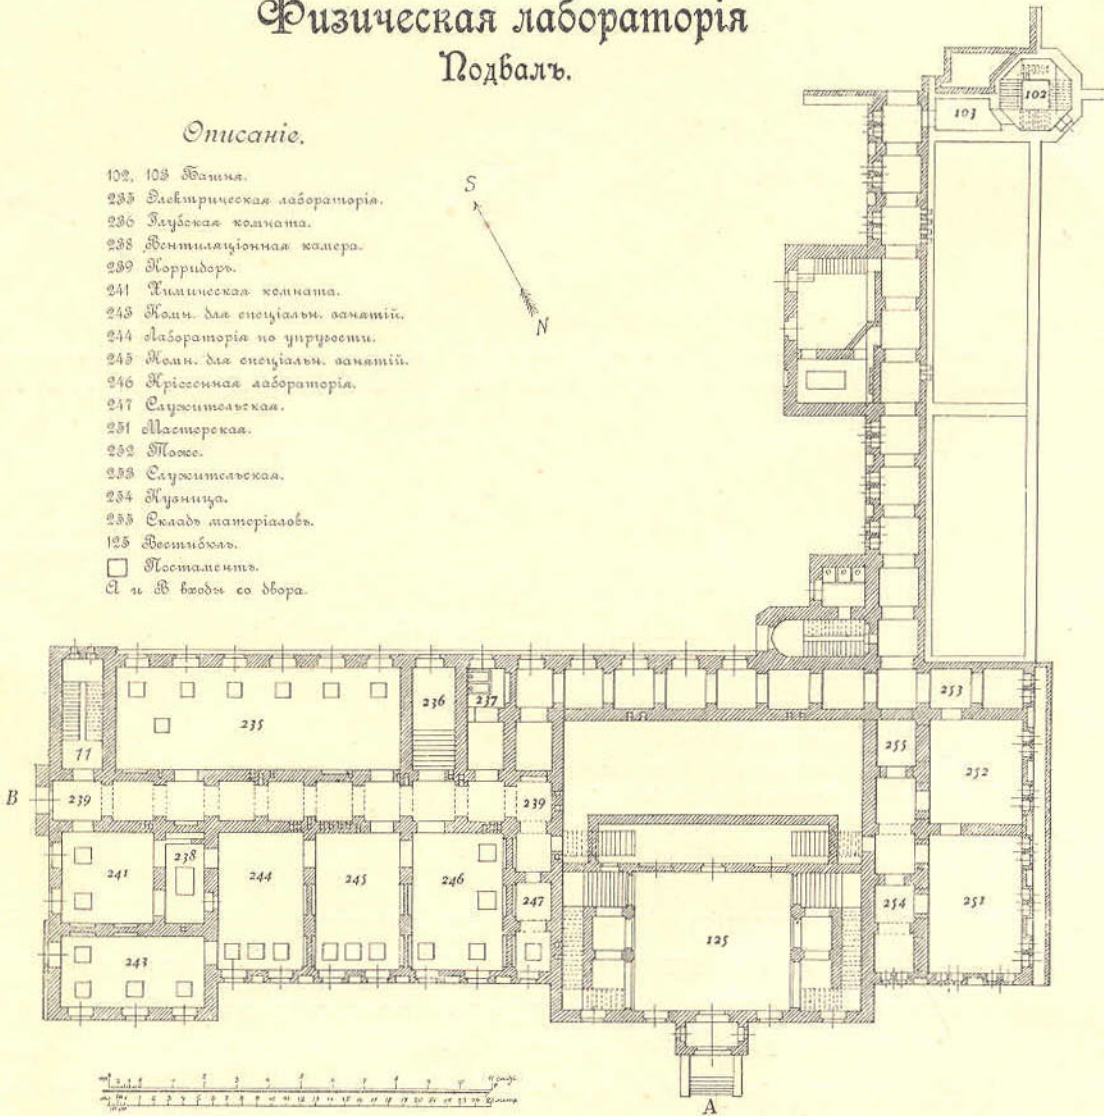 Физическая лабораторія
Подвалъ.
Описаніе.
102, 103 Башня.
235 Электрическая лабораторія.
236 Глубокая комната.
238 Вентиляціонная камера.
239 Корридоръ.
241 Химическая комната.
243 Комн. для спеціальн. занятій.
244 Лабораторія по упругости.
245 Комн. для спеціальн. занятій.
246 лабораторія.
247 Служительская.
251 Мастерская.
252 Тоже.
253 Служительская.
254 Кузница.
255 Складъ матеріаловъ.
125 Вестибюль.
Постаментъ.
А и В входы со двора.
S
N
102
103
235
236
237
253
11
255
252
B
239
239
241
238
244
245
246
247
254
251
243
125
A